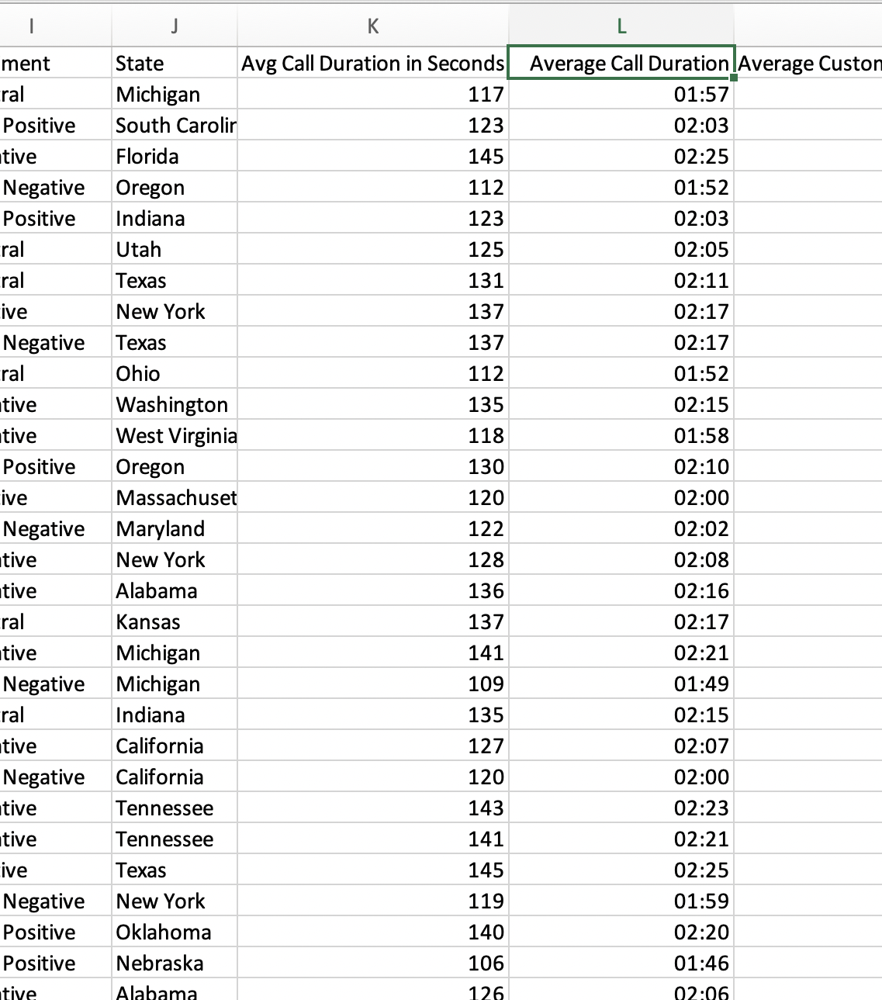 I J K L
ment State Avg Call Duration in Seconds Average Call Duration Average Custon
ral Michigan 117 01:57
Positive South Carolin 123 02:03
tive Florida 145 02:25
Negative Oregon 112 01:52
Positive Indiana 123 02:03
ral Utah 125 02:05
ral Texas 131 02:11
ive New York 137 02:17
Negative Texas 137 02:17
ral Ohio 112 01:52
tive Washington 135 02:15
tive West Virginia 118 01:58
Positive Oregon 130 02:10
ive Massachuset 120 02:00
Negative Maryland 122 02:02
tive New York 128 02:08
tive Alabama 136 02:16
ral Kansas 137 02:17
tive Michigan 141 02:21
Negative Michigan 109 01:49
ral Indiana 135 02:15
tive California 127 02:07
Negative California 120 02:00
tive Tennessee 143 02:23
tive Tennessee 141 02:21
ive Texas 145 02:25
Negative New York 119 01:59
Positive Oklahoma 140 02:20
Positive Nebraska 106 01:46
tive Alabama 126 02:06